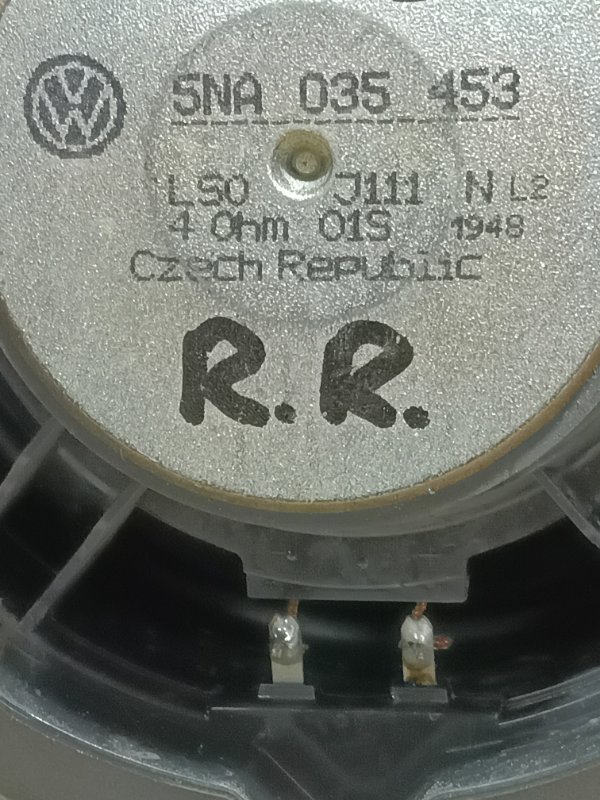 5NA 035 453
LS0 J111 N L2
4 Ohm 01S 1948
Czech Republic
R.R.